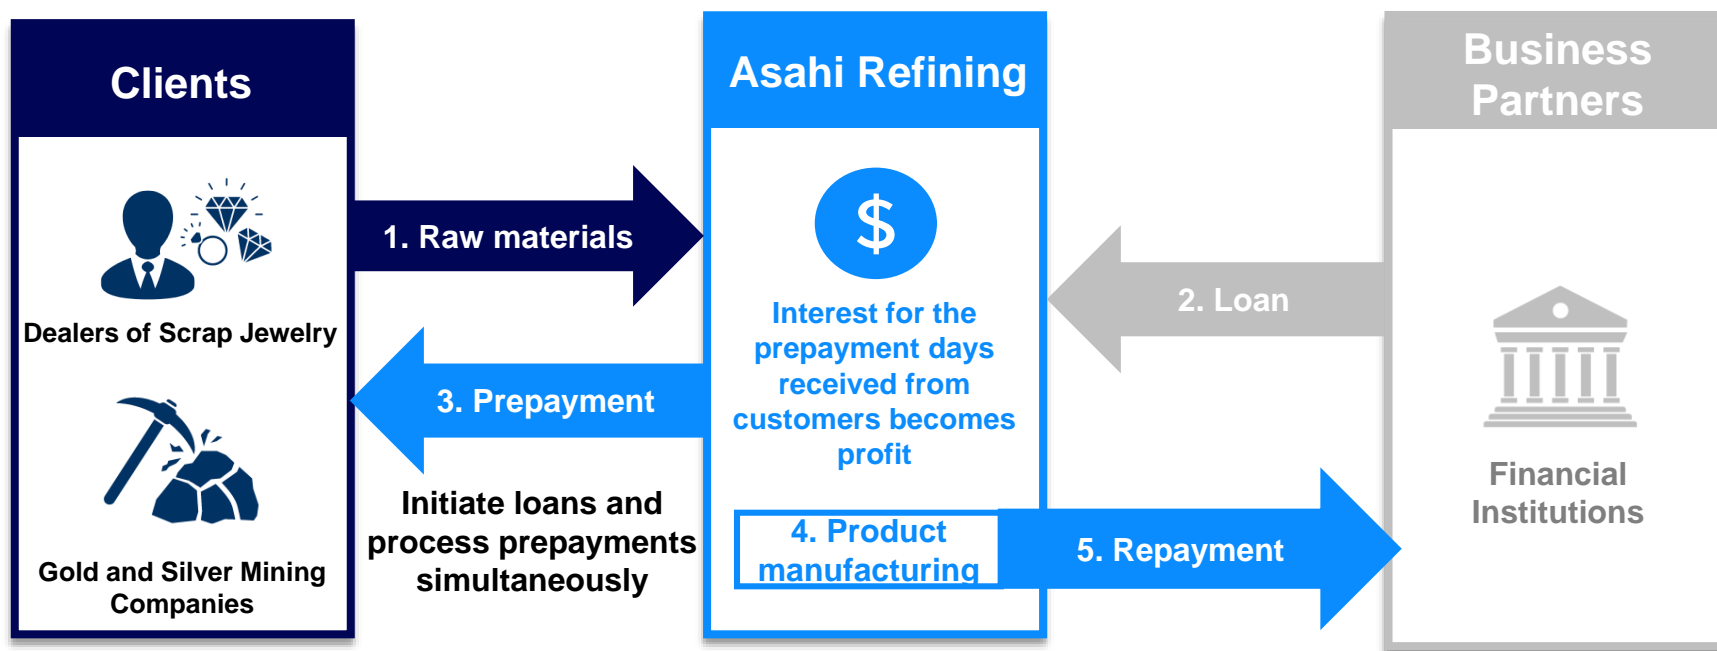 Clients
Dealers of Scrap Jewelry
Gold and Silver Mining
Companies
1. Raw materials
3. Prepayment
Initiate loans and
process prepayments
simultaneously
Asahi Refining
$
Interest for the
prepayment days
received from
customers becomes
profit
4. Product
manufacturing
2. Loan
5. Repayment
Business
Partners
Financial
Institutions